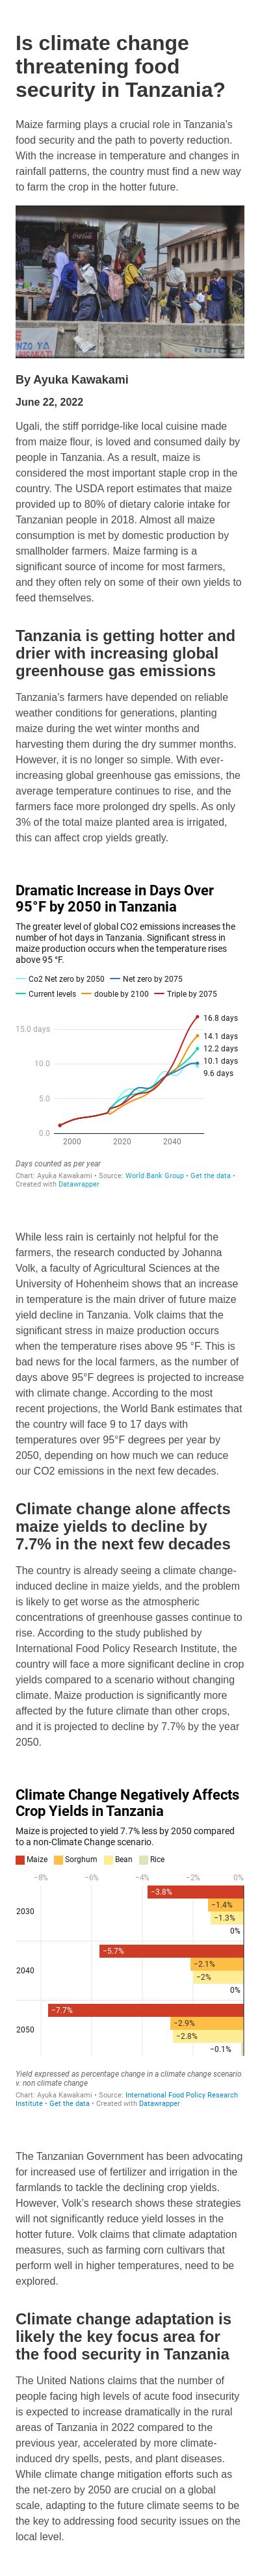 Is climate change
threatening food
security in Tanzania?
Maize farming plays a crucial role in Tanzania's
food security and the path to poverty reduction.
With the increase in temperature and changes in
rainfall patterns, the country must find a new way
to farm the crop in the hotter future.
NZO YA
By Ayuka Kawakami
June 22, 2022
Ugali, the stiff porridge-like local cuisine made
from maize flour, is loved and consumed daily by
people in Tanzania. As a result, maize is
considered the most important staple crop in the
country. The USDA report estimates that maize
provided up to 80% of dietary calorie intake for
Tanzanian people in 2018. Almost all maize
consumption is met by domestic production by
smallholder farmers. Maize farming is a
significant source of income for most farmers,
and they often rely on some of their own yields to
feed themselves.
Tanzania is getting hotter and
drier with increasing global
greenhouse gas emissions
Tanzania's farmers have depended on reliable
weather conditions for generations, planting
maize during the wet winter months and
harvesting them during the dry summer months.
However, it is no longer so simple. With ever-
increasing global greenhouse gas emissions, the
average temperature continues to rise, and the
farmers face more prolonged dry spells. As only
3% of the total maize planted area is irrigated,
this can affect crop yields greatly.
Dramatic Increase in Days Over
95°F by 2050 in Tanzania
The greater level of global CO2 emissions increases the
number of hot days in Tanzania. Significant stress in
maize production occurs when the temperature rises
above 95 °F.
Co2 Net zero by 2050 Net zero by 2075
Current levels double by 2100 Triple by 2075
16.8 days
15.0 days
14.1 days
12.2 days
10.0
10.1 days
9.6 days
5.0
0.0
2000 2020 2040
Days counted as per year
Chart: Ayuka Kawakami • Source: World Bank Group • Get the data •
Created with Datawrapper
While less rain is certainly not helpful for the
farmers, the research conducted by Johanna
Volk, a faculty of Agricultural Sciences at the
University of Hohenheim shows that an increase
in temperature is the main driver of future maize
yield decline in Tanzania. Volk claims that the
significant stress in maize production occurs
when the temperature rises above 95 °F. This is
bad news for the local farmers, as the number of
days above 95°F degrees is projected to increase
with climate change. According to the most
recent projections, the World Bank estimates that
the country will face 9 to 17 days with
temperatures over 95°F degrees per year by
2050, depending on how much we can reduce
our CO2 emissions in the next few decades.
Climate change alone affects
maize yields to decline by
7.7% in the next few decades
The country is already seeing a climate change-
induced decline in maize yields, and the problem
is likely to get worse as the atmospheric
concentrations of greenhouse gasses continue to
rise. According to the study published by
International Food Policy Research Institute, the
country will face a more significant decline in crop
yields compared to a scenario without changing
climate. Maize production is significantly more
affected by the future climate than other crops,
and it is projected to decline by 7.7% by the year
2050.
Climate Change Negatively Affects
Crop Yields in Tanzania
Maize is projected to yield 7.7% less by 2050 compared
to a non-Climate Change scenario.
Maize Sorghum Bean Rice
−8% −6% −4% −2% 0%
−3.8%
−1.4%
2030
−1.3%
0%
−5.7%
−2.1%
2040
−2%
0%
−7.7%
−2.9%
2050
−2.8%
−0.1%
Yield expressed as percentage change in a climate change scenario
v. non climate change
Chart: Ayuka Kawakami • Source: International Food Policy Research
Institute • Get the data • Created with Datawrapper
The Tanzanian Government has been advocating
for increased use of fertilizer and irrigation in the
farmlands to tackle the declining crop yields.
However, Volk's research shows these strategies
will not significantly reduce yield losses in the
hotter future. Volk claims that climate adaptation
measures, such as farming corn cultivars that
perform well in higher temperatures, need to be
explored.
Climate change adaptation is
likely the key focus area for
the food security in Tanzania
The United Nations claims that the number of
people facing high levels of acute food insecurity
is expected to increase dramatically in the rural
areas of Tanzania in 2022 compared to the
previous year, accelerated by more climate-
induced dry spells, pests, and plant diseases.
While climate change mitigation efforts such as
the net-zero by 2050 are crucial on a global
scale, adapting to the future climate seems to be
the key to addressing food security issues on the
local level.